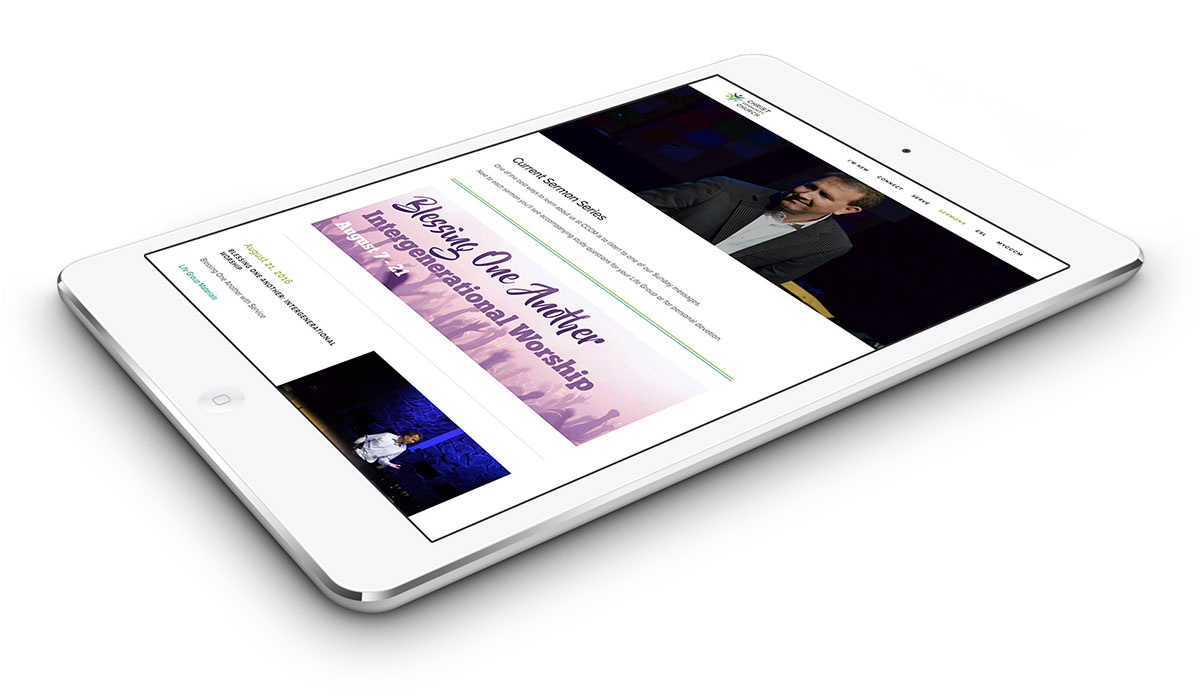 CHRIST
COMMUNITY
CHURCH
I'M NEW CONNECT SERVE SERMONS ESL MYCCCM
Current Sermon Series
One of the best ways to learn about us at CCCM is to listen to one of our Sunday messages.
Next to each sermon you'll see accompanying study questions for your Life Group or for personal devotion.
Blessing One Another
Intergenerational Worship
August 7 - 21
August 21, 2016
BLESSING ONE ANOTHER: INTERGENERATIONAL
WORSHIP
Blessing One Another with Service
Life Group Materials